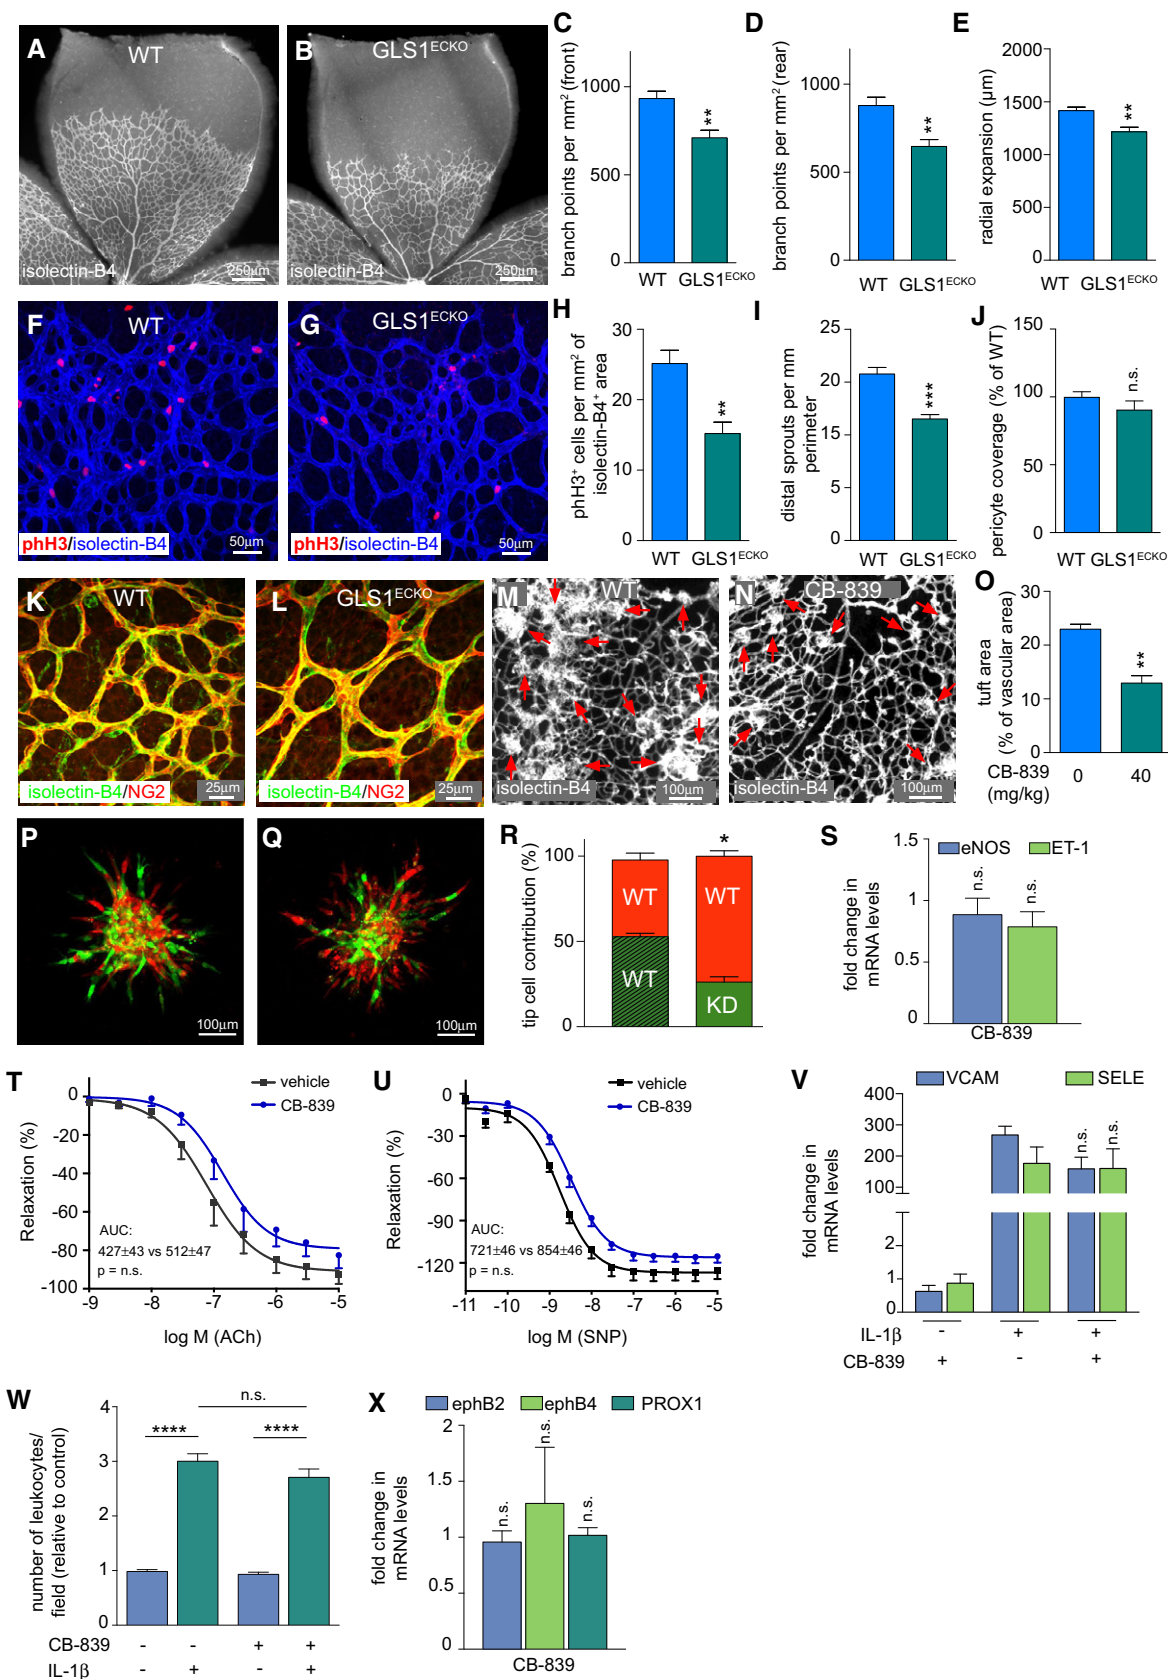 A WT
isolectin-B4 250μm
B GLS1ECKO
isolectin-B4 250μm
C
branch points per mm² (front)
1000
500
0
WT GLS1ECKO
**
D
branch points per mm² (rear)
1000
500
0
WT GLS1ECKO
**
E
radial expansion (μm)
2000
1500
1000
500
0
WT GLS1ECKO
**
F WT
phH3/isolectin-B4 50μm
G GLS1ECKO
phH3/isolectin-B4 50μm
H
phH3+ cells per mm² of
isolectin-B4+ area
30
20
10
0
WT GLS1ECKO
**
I
distal sprouts per mm
perimeter
25
20
15
10
5
0
WT GLS1ECKO
***
J
pericyte coverage (% of WT)
150
100
50
0
WT GLS1ECKO
n.s.
K WT
isolectin-B4/NG2 25μm
L GLS1ECKO
isolectin-B4/NG2 25μm
M WT
isolectin-B4 100μm
N CB-839
isolectin-B4 100μm
O
tuft area
(% of vascular area)
30
20
10
0
**
CB-839 0 40
(mg/kg)
P
100μm
Q
100μm
R
tip cell contribution (%)
100
50
0
*
WT WT
WT KD
S
eNOS ET-1
fold change in
mRNA levels
1.5
1
0.5
0
n.s. n.s.
CB-839
T
vehicle
CB-839
Relaxation (%)
0
-20
-40
-60
-80
-100
AUC:
427±43 vs 512±47
p = n.s.
-9 -8 -7 -6 -5
log M (ACh)
U
vehicle
CB-839
Relaxation (%)
0
-30
-60
-90
-120
AUC:
721±46 vs 854±46
p = n.s.
-11 -10 -9 -8 -7 -6 -5
log M (SNP)
V
VCAM SELE
fold change in
mRNA levels
400
300
200
100
6
4
2
0
n.s. n.s.
IL-1β - + +
CB-839 + - +
W
number of leukocytes/
field (relative to control)
4
3
2
1
0
n.s.
**** ****
CB-839 - - + +
IL-1β - + - +
X
ephB2 ephB4 PROX1
fold change in
mRNA levels
2
1.5
1
0.5
0
n.s. n.s. n.s.
CB-839